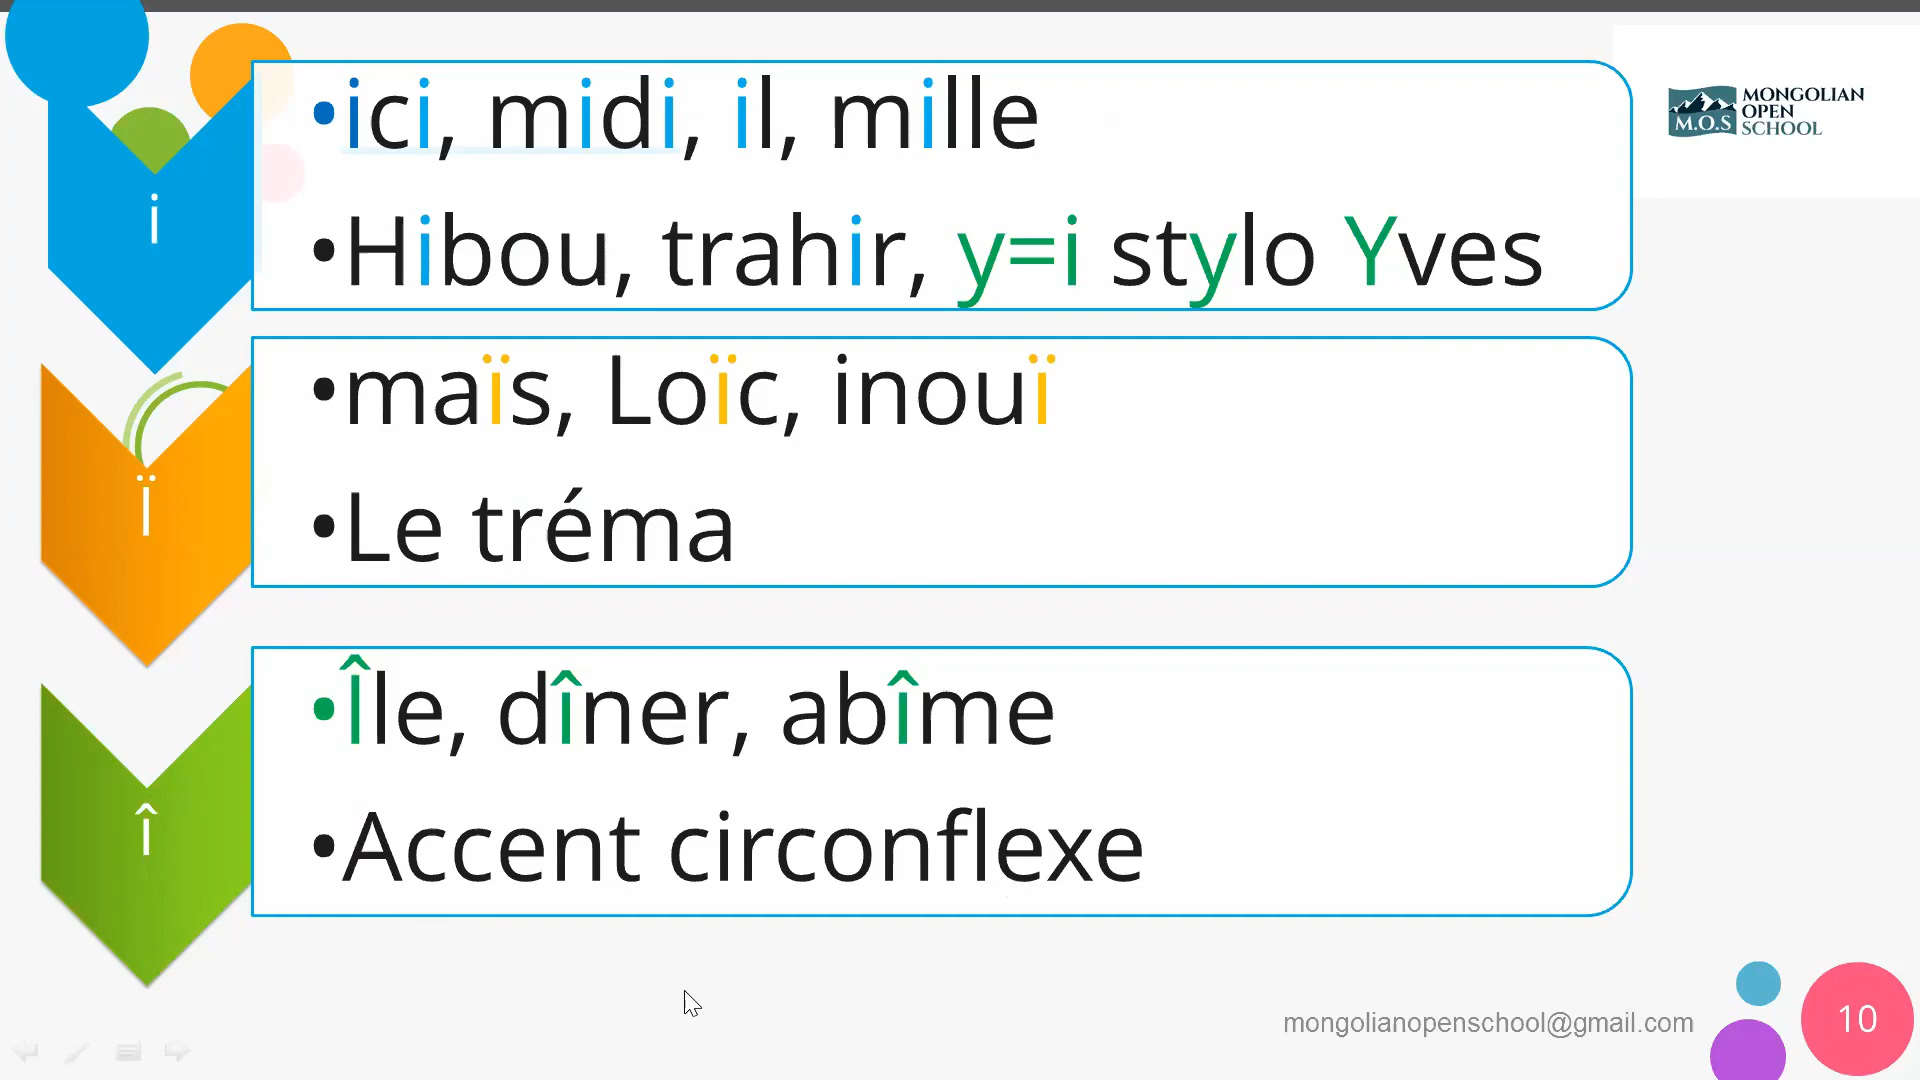 i
•ici, midi, il, mille
•Hibou, trahir, y=i stylo Yves
M.O.S
MONGOLIAN
OPEN
SCHOOL
ï
•maïs, Loïc, inouï
•Le tréma
î
•Île, dîner, abîme
•Accent circonflexe
mongolianopenschool@gmail.com
10